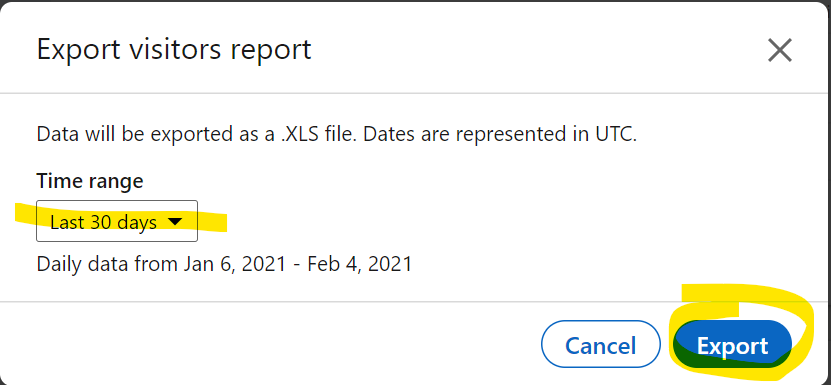 Export visitors report
Data will be exported as a .XLS file. Dates are represented in UTC.
Time range
Last 30 days
Daily data from Jan 6, 2021 - Feb 4, 2021
Cancel
Export